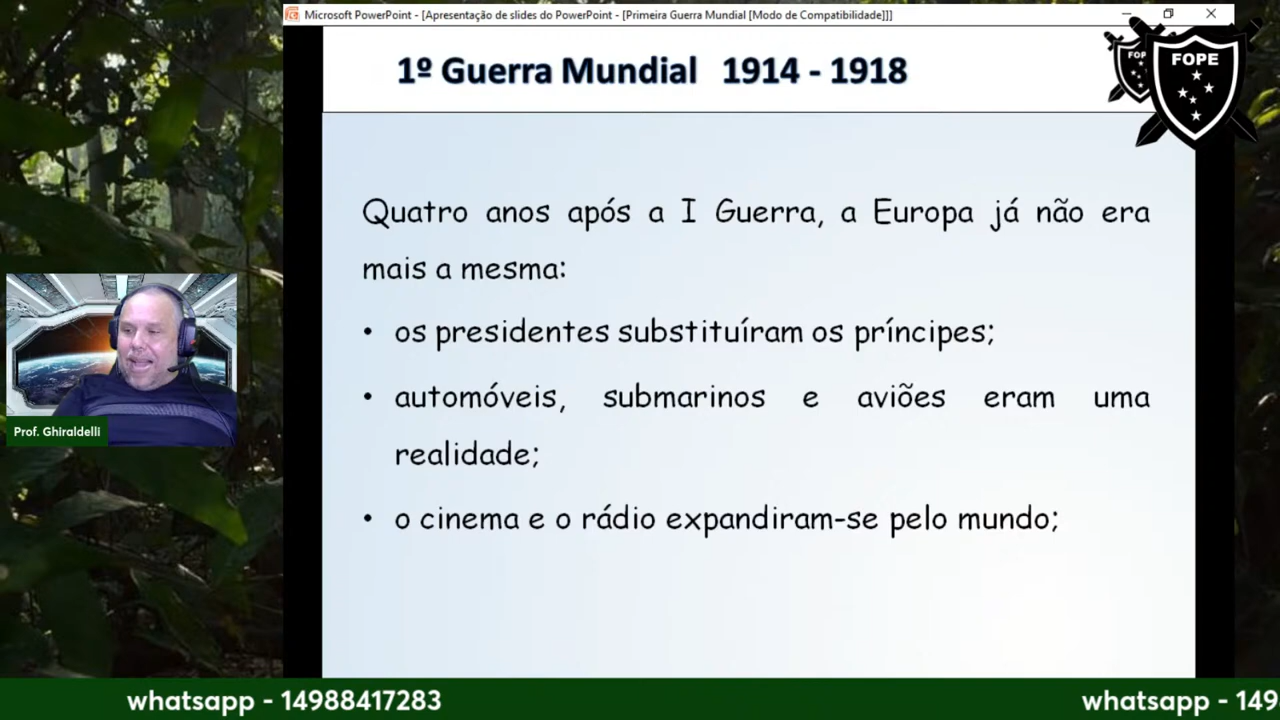 Microsoft PowerPoint - [Apresentação de slides do PowerPoint - [Primeira Guerra Mundial [Modo de Compatibilidade]]]
1º Guerra Mundial 1914 - 1918
FOP
FOPE
Quatro anos após a I Guerra, a Europa já não era
mais a mesma:
• os presidentes substituíram os príncipes;
• automóveis, submarinos e aviões eram uma
realidade;
• o cinema e o rádio expandiram-se pelo mundo;
Prof. Ghiraldelli
whatsapp - 14988417283
whatsapp - 149